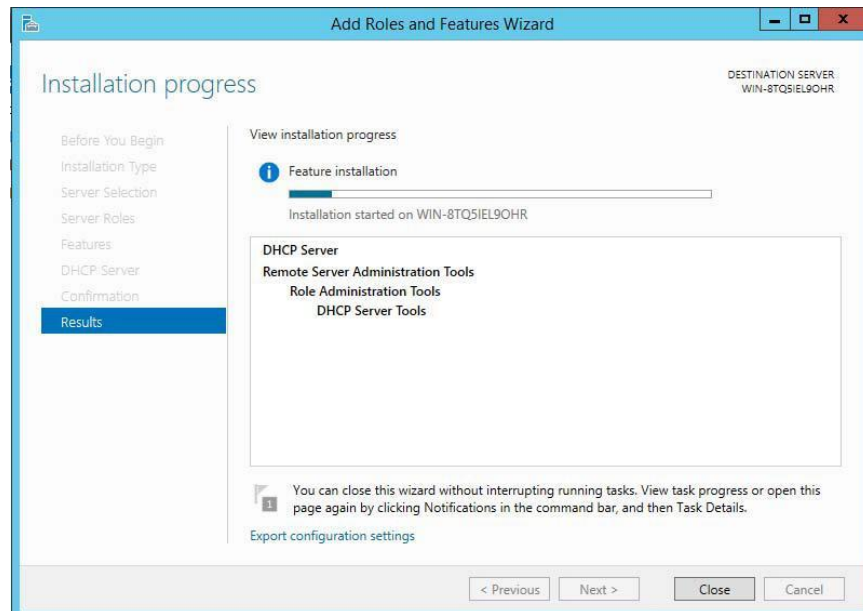 Add Roles and Features Wizard
Installation progress
DESTINATION SERVER
WIN-8TQ5IEL9OHR
Before You Begin
Installation Type
Server Selection
Server Roles
Features
DHCP Server
Confirmation
Results
View installation progress
Feature installation
Installation started on WIN-8TQ5IEL9OHR
DHCP Server
Remote Server Administration Tools
Role Administration Tools
DHCP Server Tools
1
You can close this wizard without interrupting running tasks. View task progress or open this
page again by clicking Notifications in the command bar, and then Task Details.
Export configuration settings
< Previous
Next >
Close
Cancel